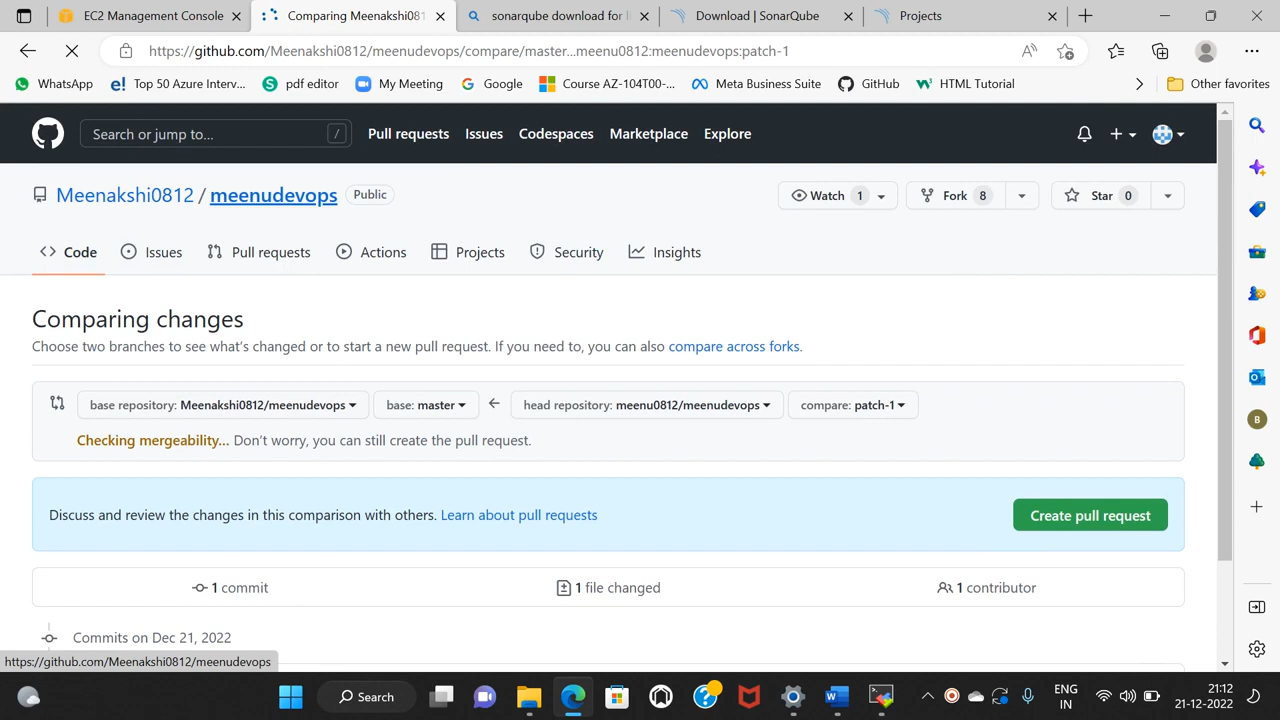 EC2 Management Console
Comparing Meenakshi081
sonarqube download for li
Download | SonarQube
Projects
https://github.com/Meenakshi0812/meenudevops/compare/master...meenu0812:meenudevops:patch-1
WhatsApp
Top 50 Azure Interv...
pdf editor
My Meeting
Google
Course AZ-104T00-...
Meta Business Suite
GitHub
HTML Tutorial
Other favorites
Search or jump to...
/
Pull requests
Issues
Codespaces
Marketplace
Explore
Meenakshi0812 / meenudevops
Public
Watch 1
Fork 8
Star 0
Code
Issues
Pull requests
Actions
Projects
Security
Insights
Comparing changes
Choose two branches to see what's changed or to start a new pull request. If you need to, you can also compare across forks.
base repository: Meenakshi0812/meenudevops
base: master
head repository: meenu0812/meenudevops
compare: patch-1
Checking mergeability... Don't worry, you can still create the pull request.
Discuss and review the changes in this comparison with others. Learn about pull requests
Create pull request
1 commit
1 file changed
1 contributor
Commits on Dec 21, 2022
https://github.com/Meenakshi0812/meenudevops
B
Search
ENG
IN
21:12
21-12-2022